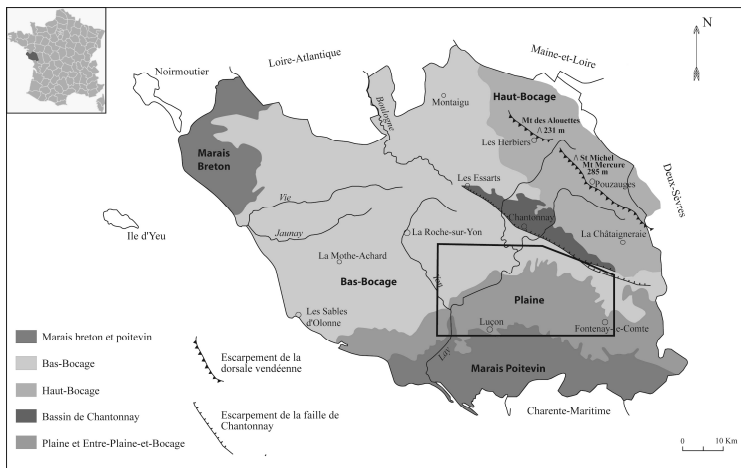 N
Loire-Atlantique
Maine-et-Loire
Noirmoutier
Montaigu
Haut-Bocage
Boulogne
Mt des Alouettes
231 m
Les Herbiers
St Michel
Mt Mercure
285 m
Marais
Breton
Deux-Sèvres
Les Essarts
Pouzauges
Vie
Chantonnay
Ile d'Yeu
Jaunay
La Roche-sur-Yon
La Châtaigneraie
La Mothe-Achard
Bas-Bocage
Yon
Plaine
Les Sables
d'Olonne
Luçon
Fontenay-le-Comte
Lay
Marais Poitevin
Charente-Maritime
Marais breton et poitevin
Bas-Bocage
Haut-Bocage
Bassin de Chantonnay
Plaine et Entre-Plaine-et-Bocage
Escarpement de la
dorsale vendéenne
Escarpement de la faille de
Chantonnay
0 10 Km